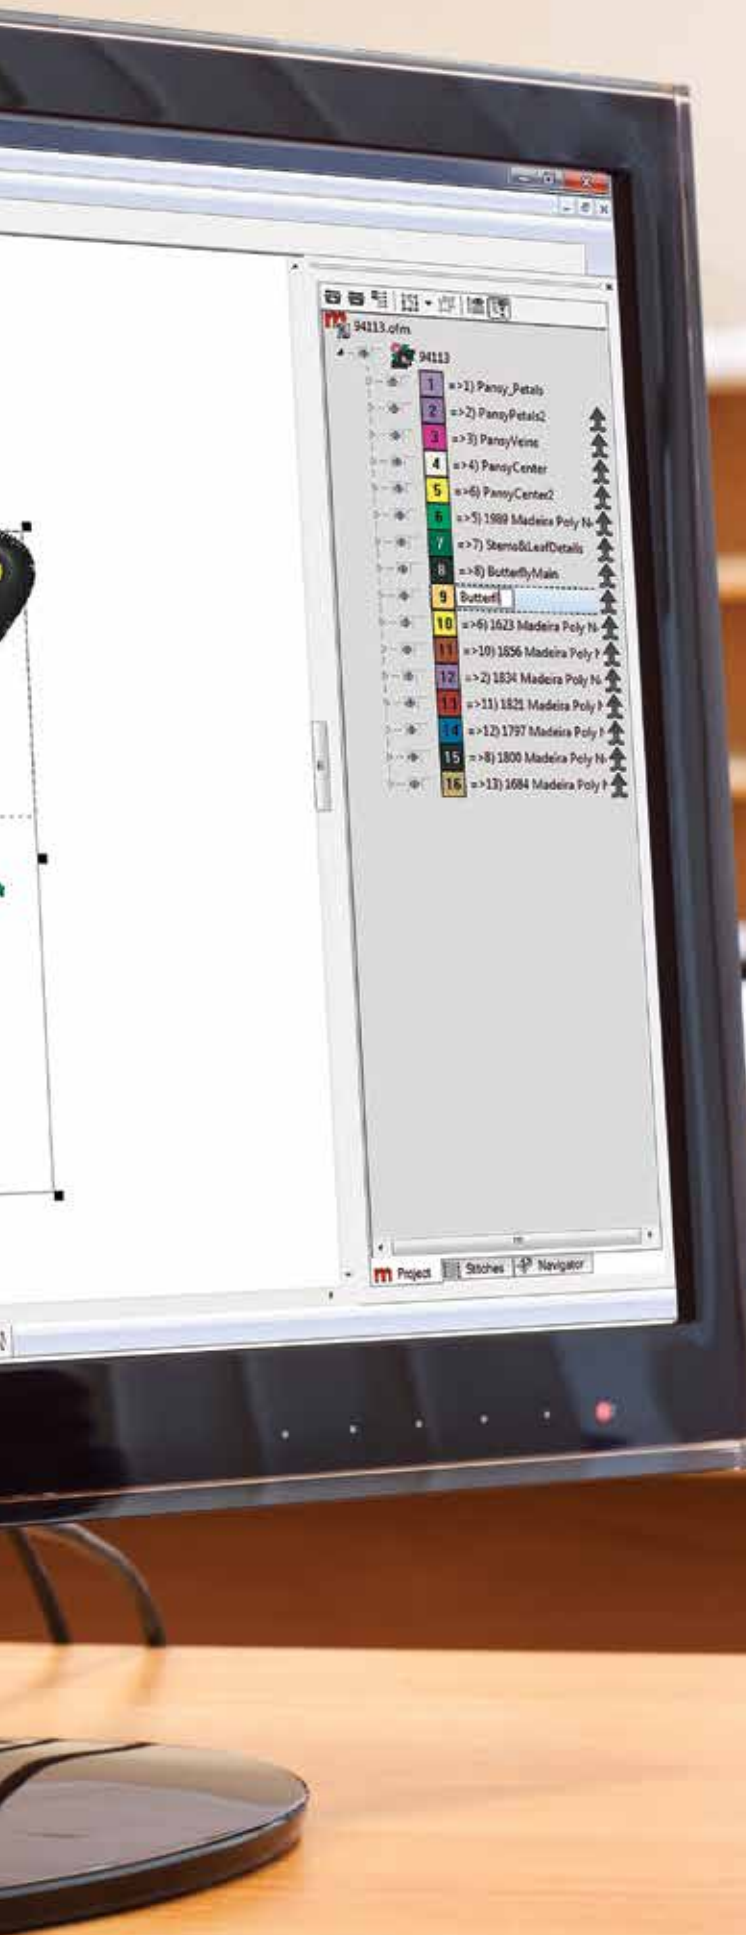 94113.ofm
94113
1 =>1) Pansy_Petals
2 =>2) PansyPetals2
3 =>3) PansyVeins
4 =>4) PansyCenter
5 =>6) PansyCenter2
6 =>5) 1989 Madeira Poly N
7 =>7) Stems&LeafDetails
8 =>8) ButterflyMain
9 Butterfl
10 =>6) 1623 Madeira Poly N
11 =>10) 1856 Madeira Poly
12 =>2) 1834 Madeira Poly N
13 =>11) 1821 Madeira Poly
14 =>12) 1797 Madeira Poly
15 =>8) 1800 Madeira Poly N
16 =>13) 1684 Madeira Poly
m Project Stitches Navigator